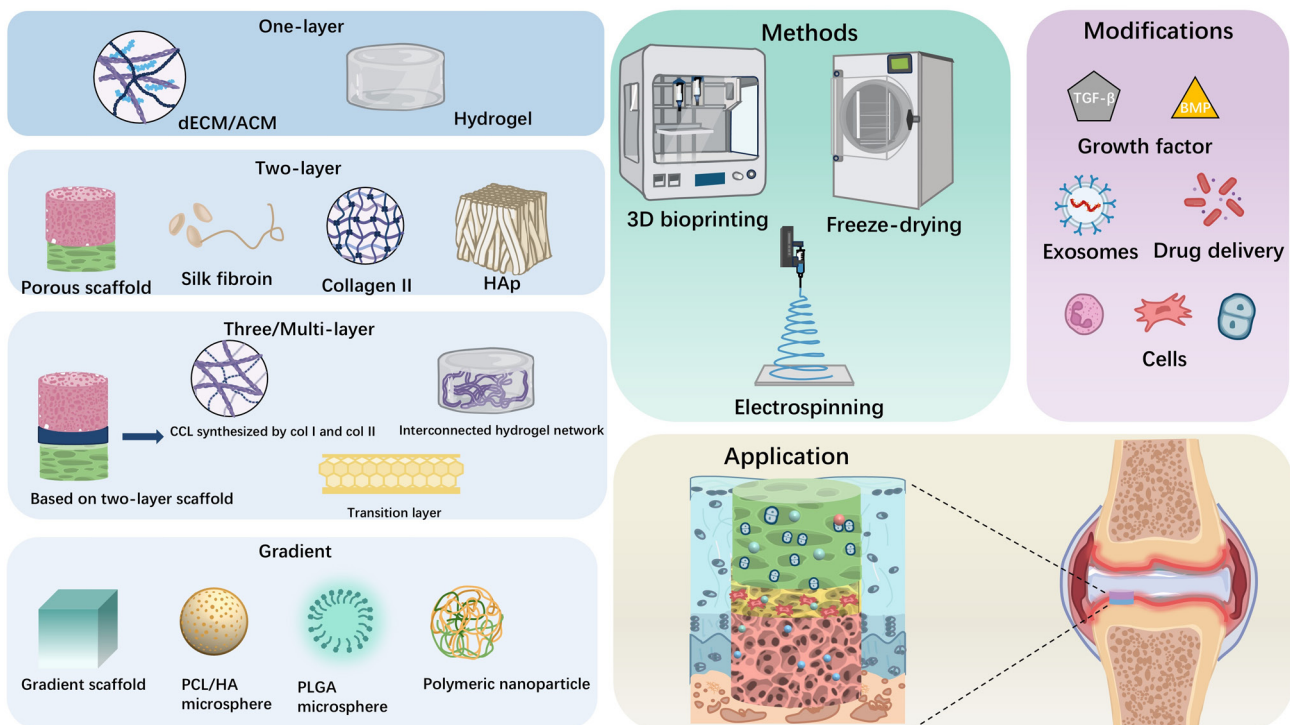 One-layer
dECM/ACM
Hydrogel
Two-layer
Porous scaffold
Silk fibroin
Collagen II
HAp
Three/Multi-layer
CCL synthesized by col I and col II
Interconnected hydrogel network
Based on two-layer scaffold
Transition layer
Gradient
Gradient scaffold
PCL/HA
microsphere
PLGA
microsphere
Polymeric nanoparticle
Methods
3D bioprinting
Freeze-drying
Electrospinning
Modifications
TGF-β
BMP
Growth factor
Exosomes
Drug delivery
Cells
Application